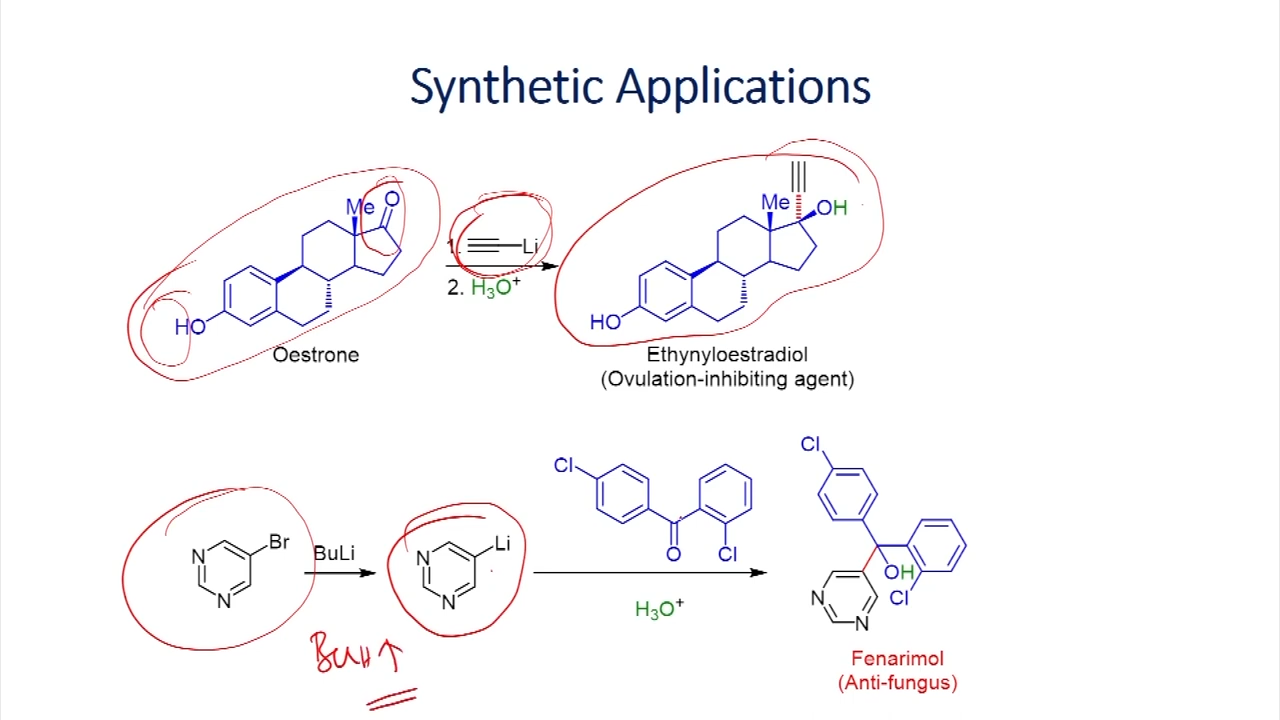 Synthetic Applications
Me
O
HO
Oestrone
1. Li
2. H₃O⁺
Me
OH
HO
Ethynyloestradiol
(Ovulation-inhibiting agent)
Br
N
N
BuLi
BuH ↑
Li
N
N
Cl
O
Cl
H₃O⁺
Cl
OH
Cl
N
N
Fenarimol
(Anti-fungus)